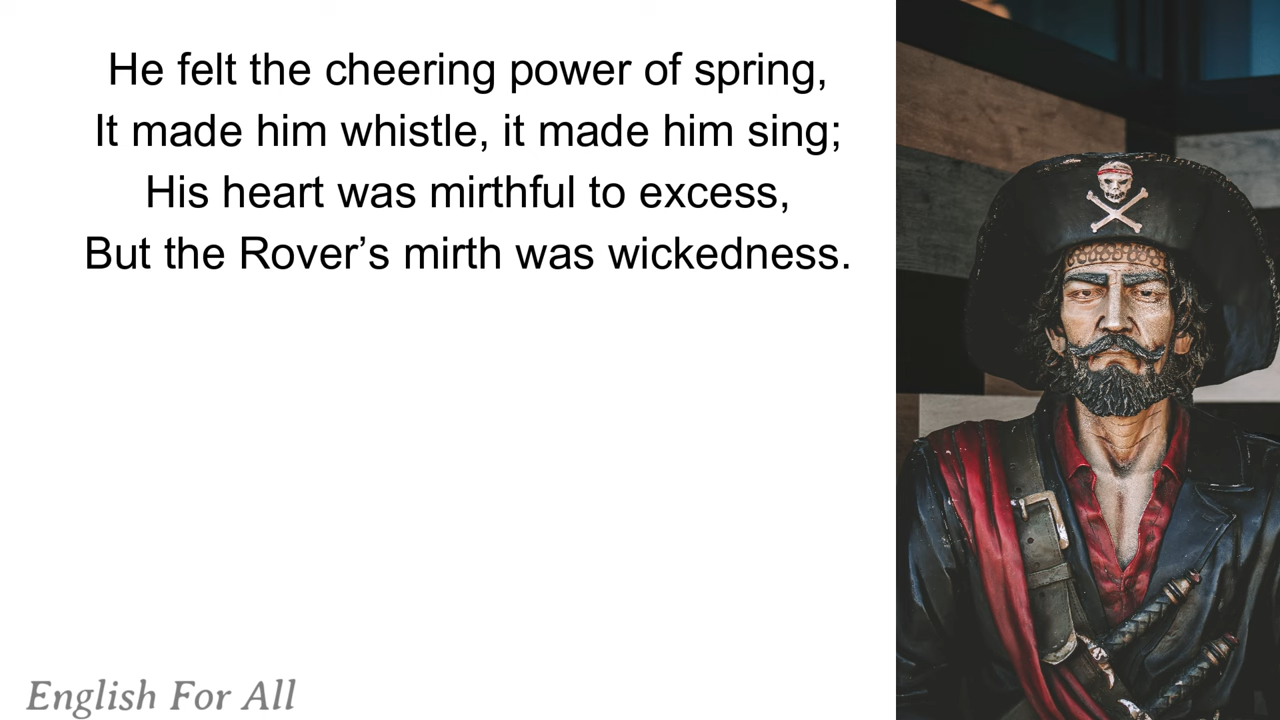 He felt the cheering power of spring,
It made him whistle, it made him sing;
His heart was mirthful to excess,
But the Rover’s mirth was wickedness.
English For All